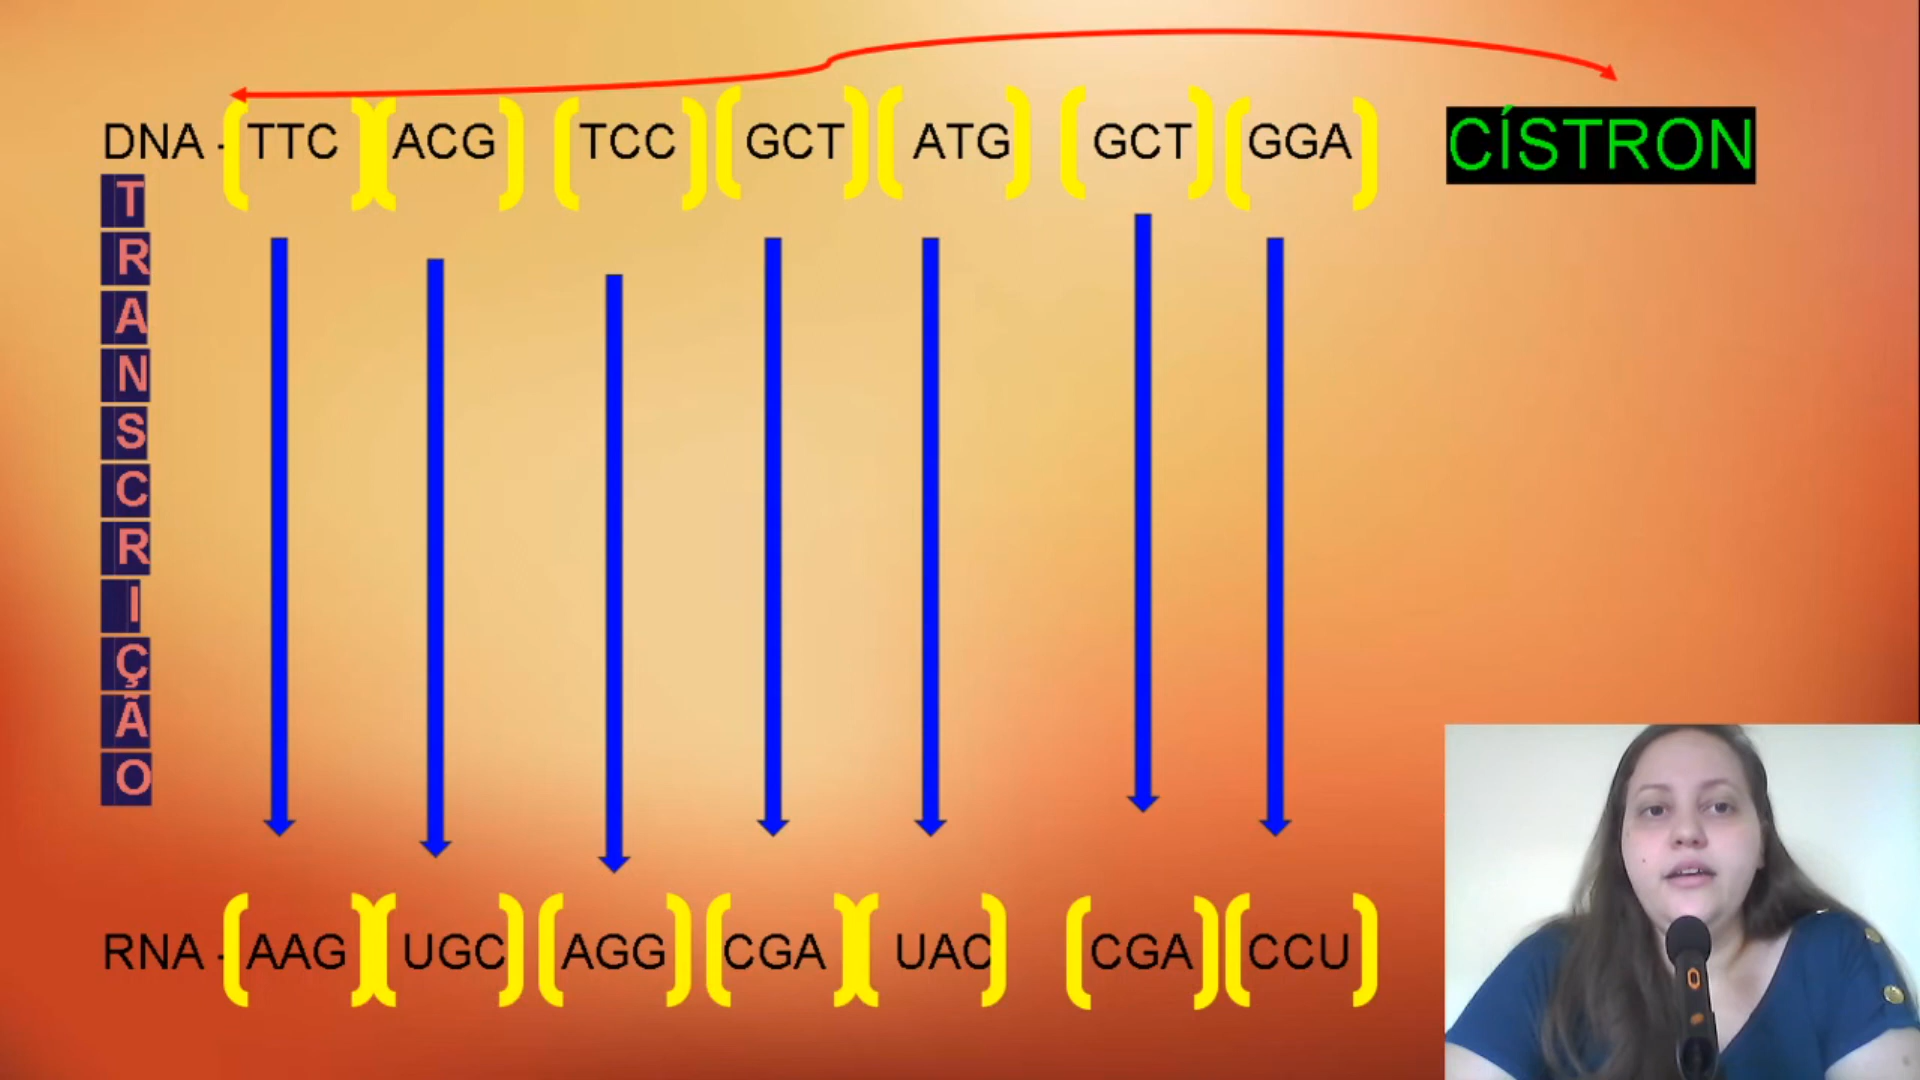 DNA - TTC ACG TCC GCT ATG GCT GGA CÍSTRON
TRANSCRIÇÃO
RNA - AAG UGC AGG CGA UAC CGA CCU